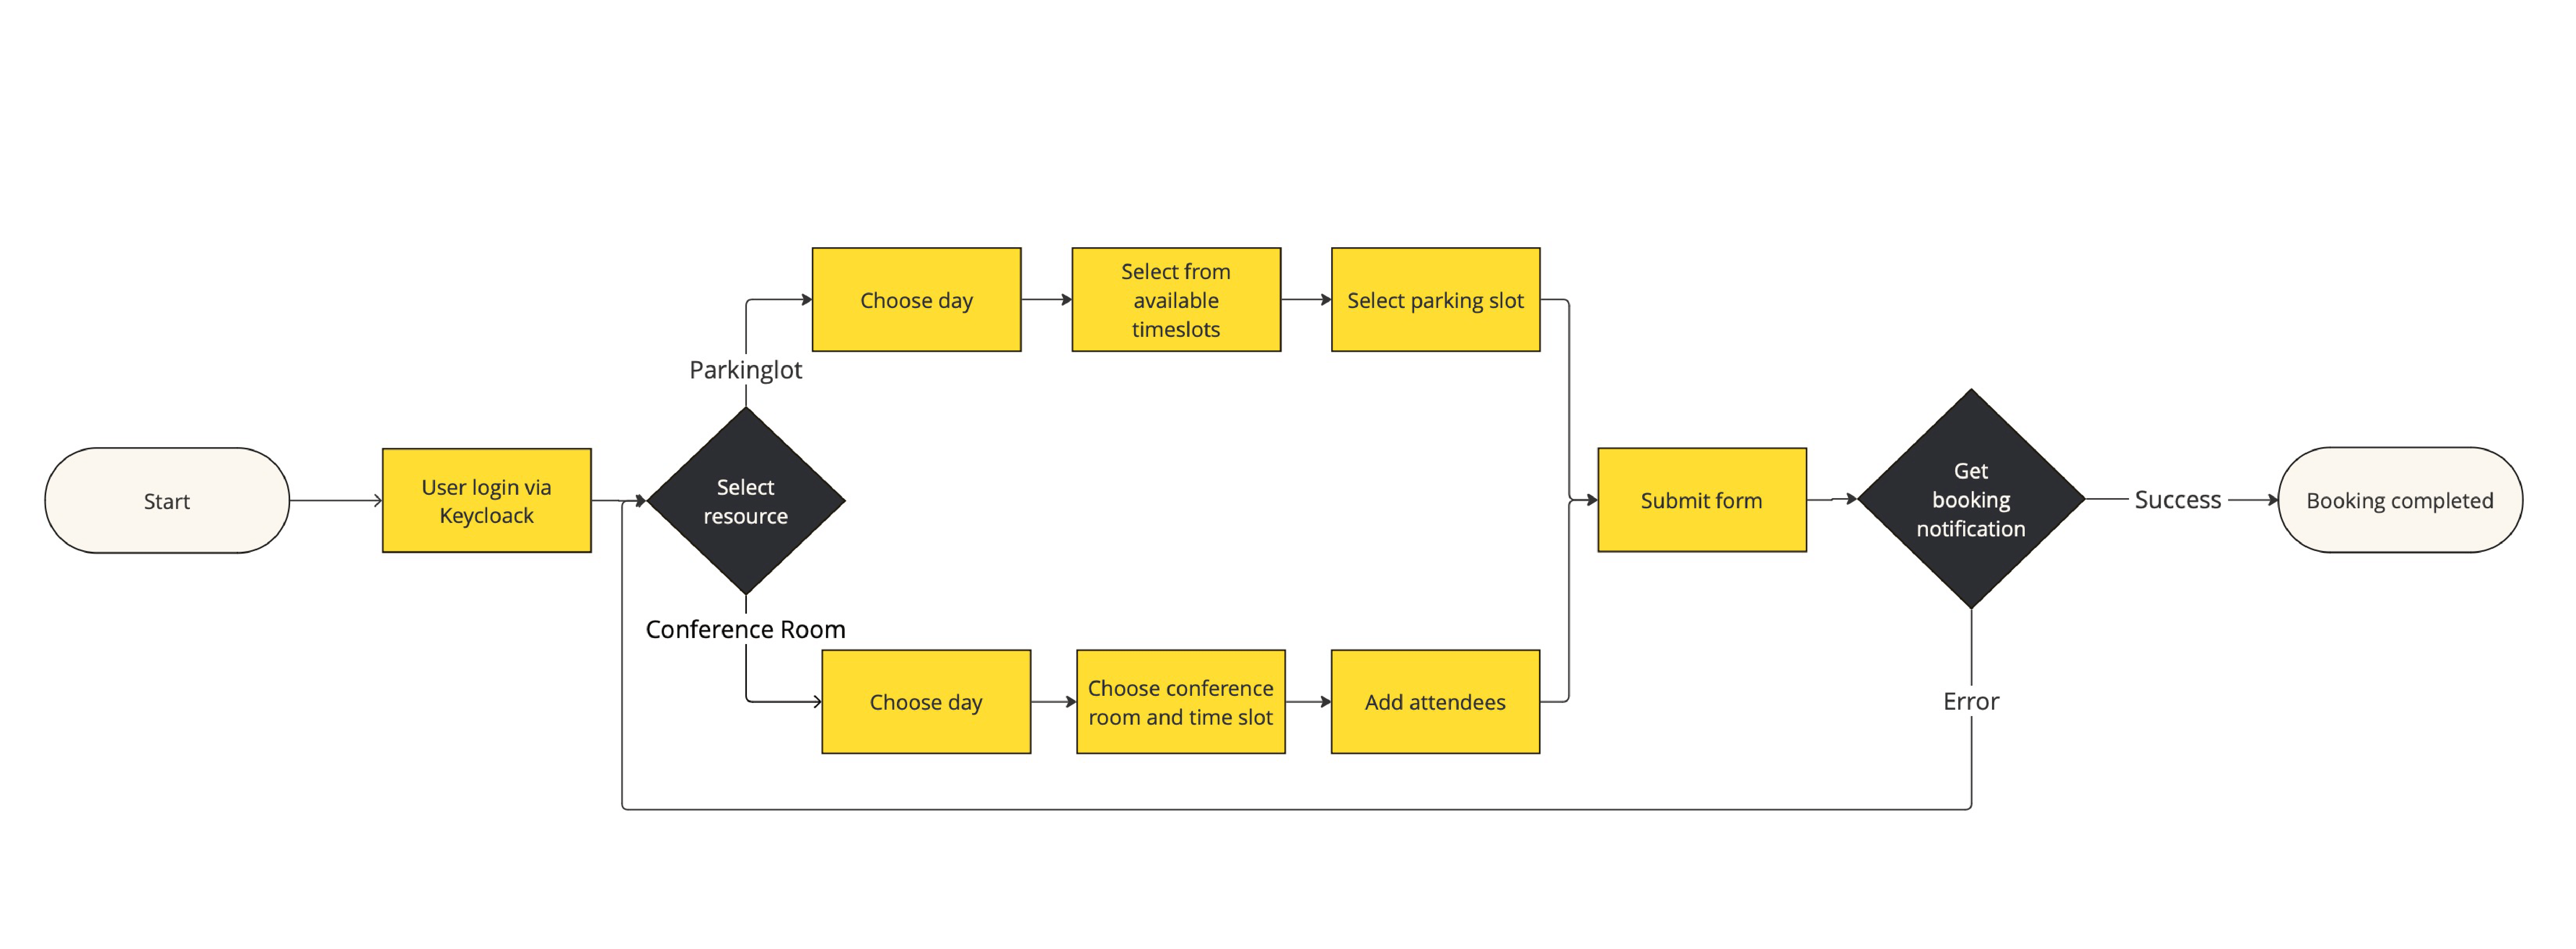 Start
User login via
Keycloack
Select
resource
Parkinglot
Choose day
Select from
available
timeslots
Select parking slot
Conference Room
Choose day
Choose conference
room and time slot
Add attendees
Submit form
Get
booking
notification
Success
Booking completed
Error